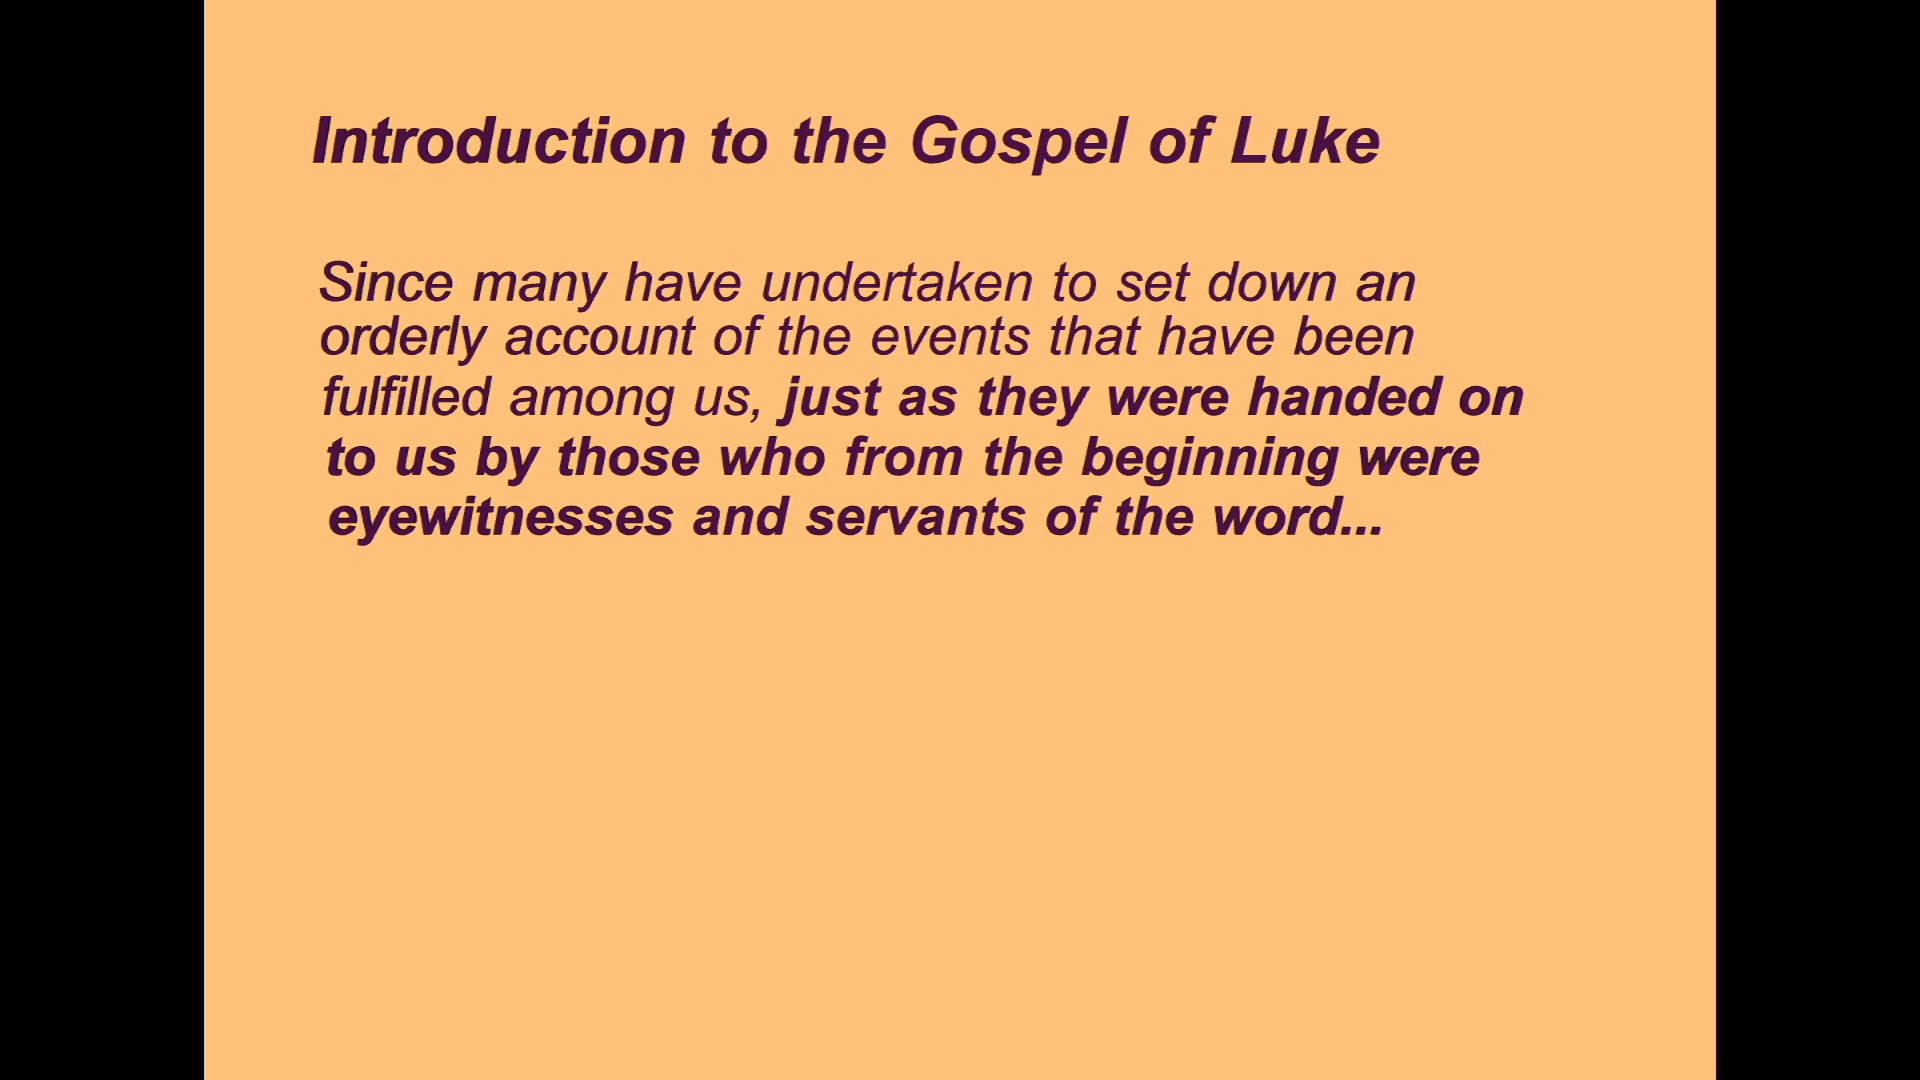 Introduction to the Gospel of Luke
Since many have undertaken to set down an
orderly account of the events that have been
fulfilled among us, just as they were handed on
to us by those who from the beginning were
eyewitnesses and servants of the word...